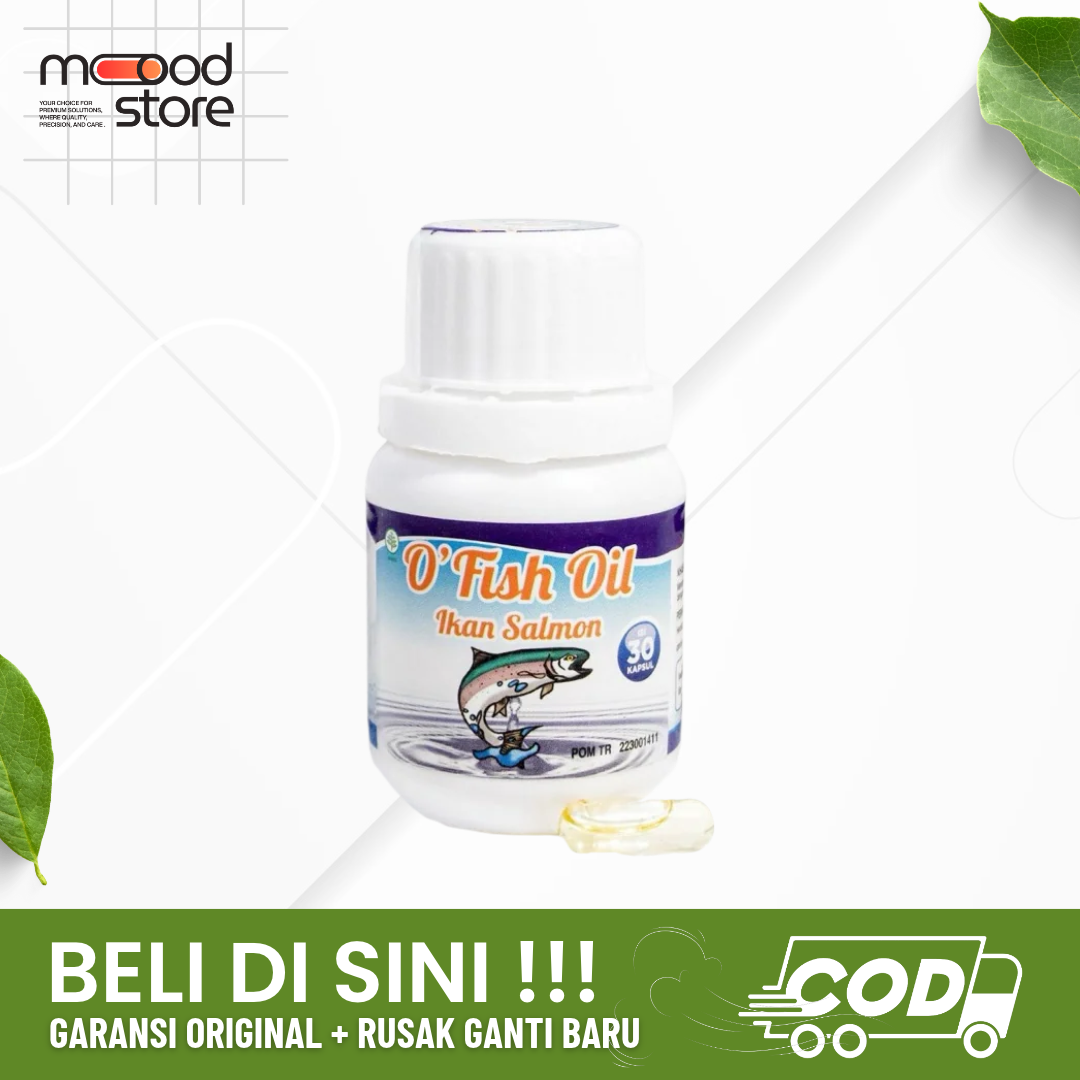 mood
store
YOUR CHOICE FOR
PREMIUM SOLUTIONS,
WHERE QUALITY,
PRECISION, AND CARE.
O'Fish Oil
Ikan Salmon
ISI
30
KAPSUL
POM TR 223001411
BELI DI SINI !!!
GARANSI ORIGINAL + RUSAK GANTI BARU
COD